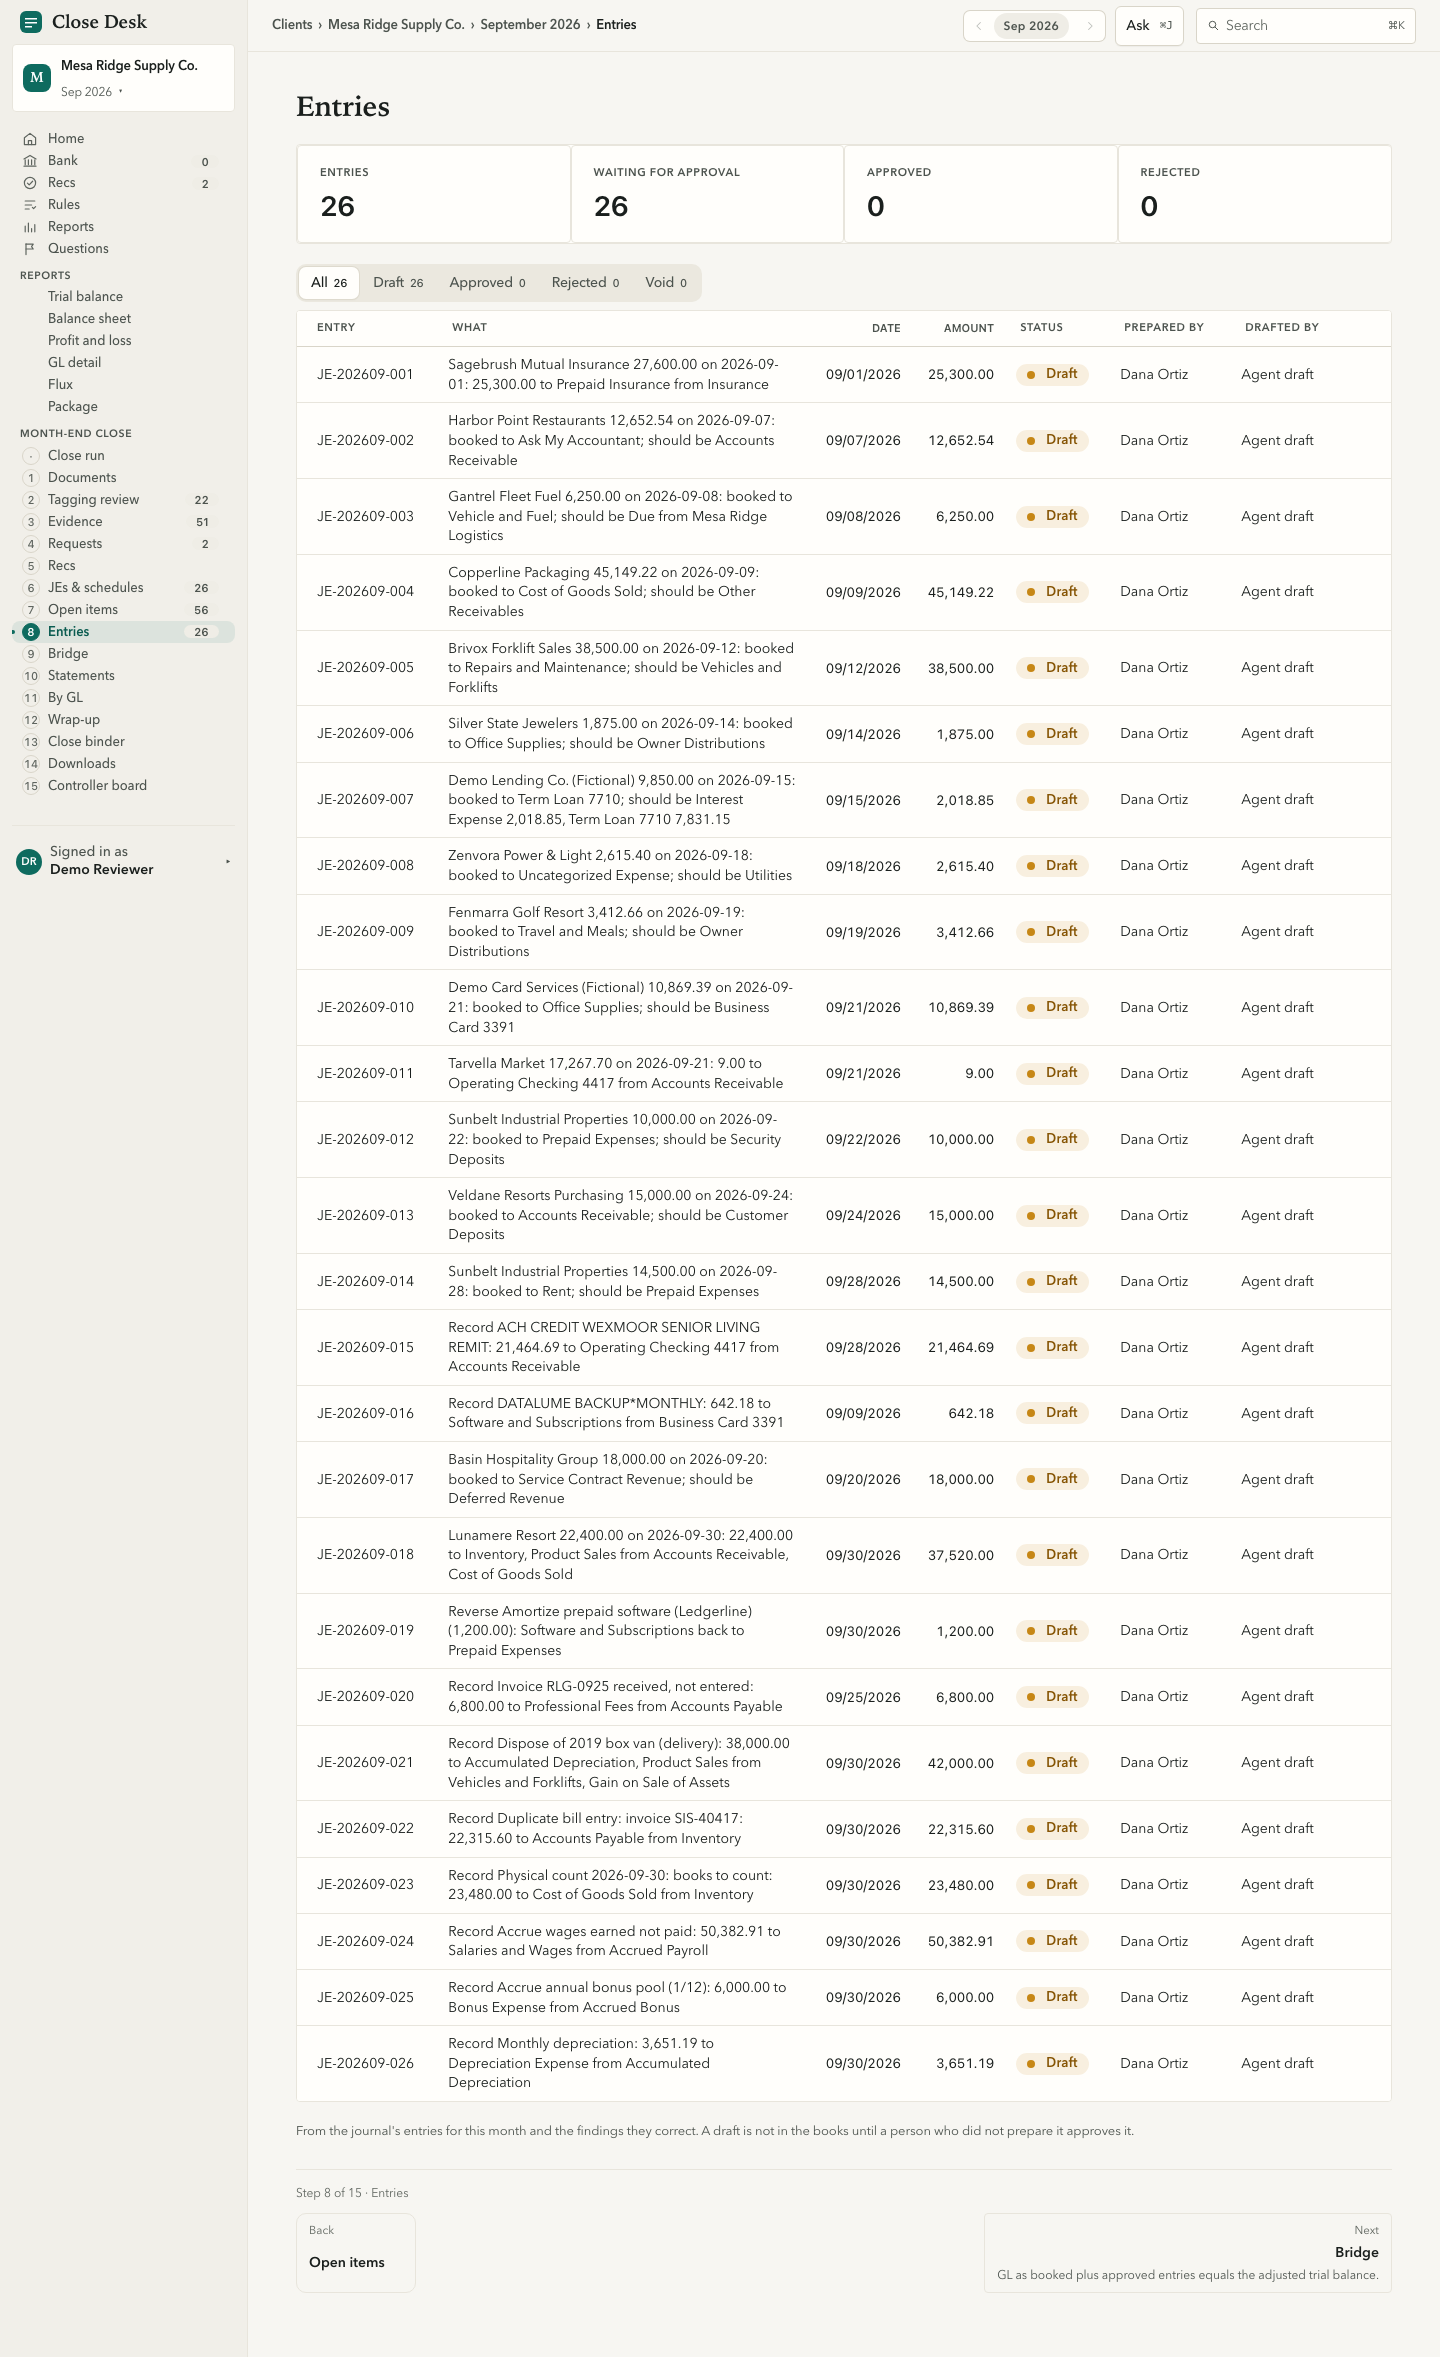 Close Desk
M
Mesa Ridge Supply Co.
Sep 2026
Home
Bank 0
Recs 2
Rules
Reports
Questions
REPORTS
Trial balance
Balance sheet
Profit and loss
GL detail
Flux
Package
MONTH-END CLOSE
· Close run
1 Documents
2 Tagging review 22
3 Evidence 51
4 Requests 2
5 Recs
6 JEs & schedules 26
7 Open items 56
8 Entries 26
9 Bridge
10 Statements
11 By GL
12 Wrap-up
13 Close binder
14 Downloads
15 Controller board
DR
Signed in as
Demo Reviewer
Clients › Mesa Ridge Supply Co. › September 2026 › Entries
‹ Sep 2026 ›
Ask ⌘J
Search ⌘K
Entries
ENTRIES
26
WAITING FOR APPROVAL
26
APPROVED
0
REJECTED
0
All 26 Draft 26 Approved 0 Rejected 0 Void 0
ENTRY WHAT DATE AMOUNT STATUS PREPARED BY DRAFTED BY
JE-202609-001
Sagebrush Mutual Insurance 27,600.00 on 2026-09-
01: 25,300.00 to Prepaid Insurance from Insurance
09/01/2026 25,300.00 Draft Dana Ortiz Agent draft
JE-202609-002
Harbor Point Restaurants 12,652.54 on 2026-09-07:
booked to Ask My Accountant; should be Accounts
Receivable
09/07/2026 12,652.54 Draft Dana Ortiz Agent draft
JE-202609-003
Gantrel Fleet Fuel 6,250.00 on 2026-09-08: booked to
Vehicle and Fuel; should be Due from Mesa Ridge
Logistics
09/08/2026 6,250.00 Draft Dana Ortiz Agent draft
JE-202609-004
Copperline Packaging 45,149.22 on 2026-09-09:
booked to Cost of Goods Sold; should be Other
Receivables
09/09/2026 45,149.22 Draft Dana Ortiz Agent draft
JE-202609-005
Brivox Forklift Sales 38,500.00 on 2026-09-12: booked
to Repairs and Maintenance; should be Vehicles and
Forklifts
09/12/2026 38,500.00 Draft Dana Ortiz Agent draft
JE-202609-006
Silver State Jewelers 1,875.00 on 2026-09-14: booked
to Office Supplies; should be Owner Distributions
09/14/2026 1,875.00 Draft Dana Ortiz Agent draft
JE-202609-007
Demo Lending Co. (Fictional) 9,850.00 on 2026-09-15:
booked to Term Loan 7710; should be Interest
Expense 2,018.85, Term Loan 7710 7,831.15
09/15/2026 2,018.85 Draft Dana Ortiz Agent draft
JE-202609-008
Zenvora Power & Light 2,615.40 on 2026-09-18:
booked to Uncategorized Expense; should be Utilities
09/18/2026 2,615.40 Draft Dana Ortiz Agent draft
JE-202609-009
Fenmarra Golf Resort 3,412.66 on 2026-09-19:
booked to Travel and Meals; should be Owner
Distributions
09/19/2026 3,412.66 Draft Dana Ortiz Agent draft
JE-202609-010
Demo Card Services (Fictional) 10,869.39 on 2026-09-
21: booked to Office Supplies; should be Business
Card 3391
09/21/2026 10,869.39 Draft Dana Ortiz Agent draft
JE-202609-011
Tarvella Market 17,267.70 on 2026-09-21: 9.00 to
Operating Checking 4417 from Accounts Receivable
09/21/2026 9.00 Draft Dana Ortiz Agent draft
JE-202609-012
Sunbelt Industrial Properties 10,000.00 on 2026-09-
22: booked to Prepaid Expenses; should be Security
Deposits
09/22/2026 10,000.00 Draft Dana Ortiz Agent draft
JE-202609-013
Veldane Resorts Purchasing 15,000.00 on 2026-09-24:
booked to Accounts Receivable; should be Customer
Deposits
09/24/2026 15,000.00 Draft Dana Ortiz Agent draft
JE-202609-014
Sunbelt Industrial Properties 14,500.00 on 2026-09-
28: booked to Rent; should be Prepaid Expenses
09/28/2026 14,500.00 Draft Dana Ortiz Agent draft
JE-202609-015
Record ACH CREDIT WEXMOOR SENIOR LIVING
REMIT: 21,464.69 to Operating Checking 4417 from
Accounts Receivable
09/28/2026 21,464.69 Draft Dana Ortiz Agent draft
JE-202609-016
Record DATALUME BACKUP*MONTHLY: 642.18 to
Software and Subscriptions from Business Card 3391
09/09/2026 642.18 Draft Dana Ortiz Agent draft
JE-202609-017
Basin Hospitality Group 18,000.00 on 2026-09-20:
booked to Service Contract Revenue; should be
Deferred Revenue
09/20/2026 18,000.00 Draft Dana Ortiz Agent draft
JE-202609-018
Lunamere Resort 22,400.00 on 2026-09-30: 22,400.00
to Inventory, Product Sales from Accounts Receivable,
Cost of Goods Sold
09/30/2026 37,520.00 Draft Dana Ortiz Agent draft
JE-202609-019
Reverse Amortize prepaid software (Ledgerline)
(1,200.00): Software and Subscriptions back to
Prepaid Expenses
09/30/2026 1,200.00 Draft Dana Ortiz Agent draft
JE-202609-020
Record Invoice RLG-0925 received, not entered:
6,800.00 to Professional Fees from Accounts Payable
09/25/2026 6,800.00 Draft Dana Ortiz Agent draft
JE-202609-021
Record Dispose of 2019 box van (delivery): 38,000.00
to Accumulated Depreciation, Product Sales from
Vehicles and Forklifts, Gain on Sale of Assets
09/30/2026 42,000.00 Draft Dana Ortiz Agent draft
JE-202609-022
Record Duplicate bill entry: invoice SIS-40417:
22,315.60 to Accounts Payable from Inventory
09/30/2026 22,315.60 Draft Dana Ortiz Agent draft
JE-202609-023
Record Physical count 2026-09-30: books to count:
23,480.00 to Cost of Goods Sold from Inventory
09/30/2026 23,480.00 Draft Dana Ortiz Agent draft
JE-202609-024
Record Accrue wages earned not paid: 50,382.91 to
Salaries and Wages from Accrued Payroll
09/30/2026 50,382.91 Draft Dana Ortiz Agent draft
JE-202609-025
Record Accrue annual bonus pool (1/12): 6,000.00 to
Bonus Expense from Accrued Bonus
09/30/2026 6,000.00 Draft Dana Ortiz Agent draft
JE-202609-026
Record Monthly depreciation: 3,651.19 to
Depreciation Expense from Accumulated
Depreciation
09/30/2026 3,651.19 Draft Dana Ortiz Agent draft
From the journal's entries for this month and the findings they correct. A draft is not in the books until a person who did not prepare it approves it.
Step 8 of 15 · Entries
Back
Open items
Next
Bridge
GL as booked plus approved entries equals the adjusted trial balance.